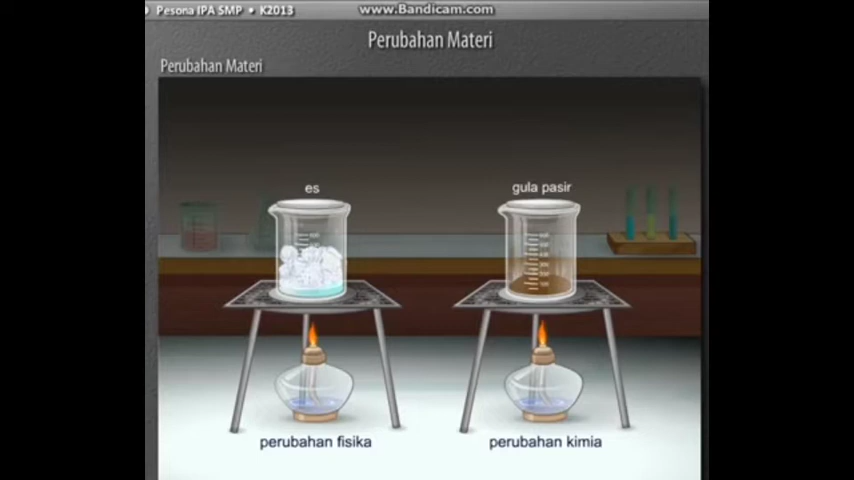 Pesona IPA SMP • K2013
www.Bandicam.com
Perubahan Materi
Perubahan Materi
es
gula pasir
perubahan fisika
perubahan kimia